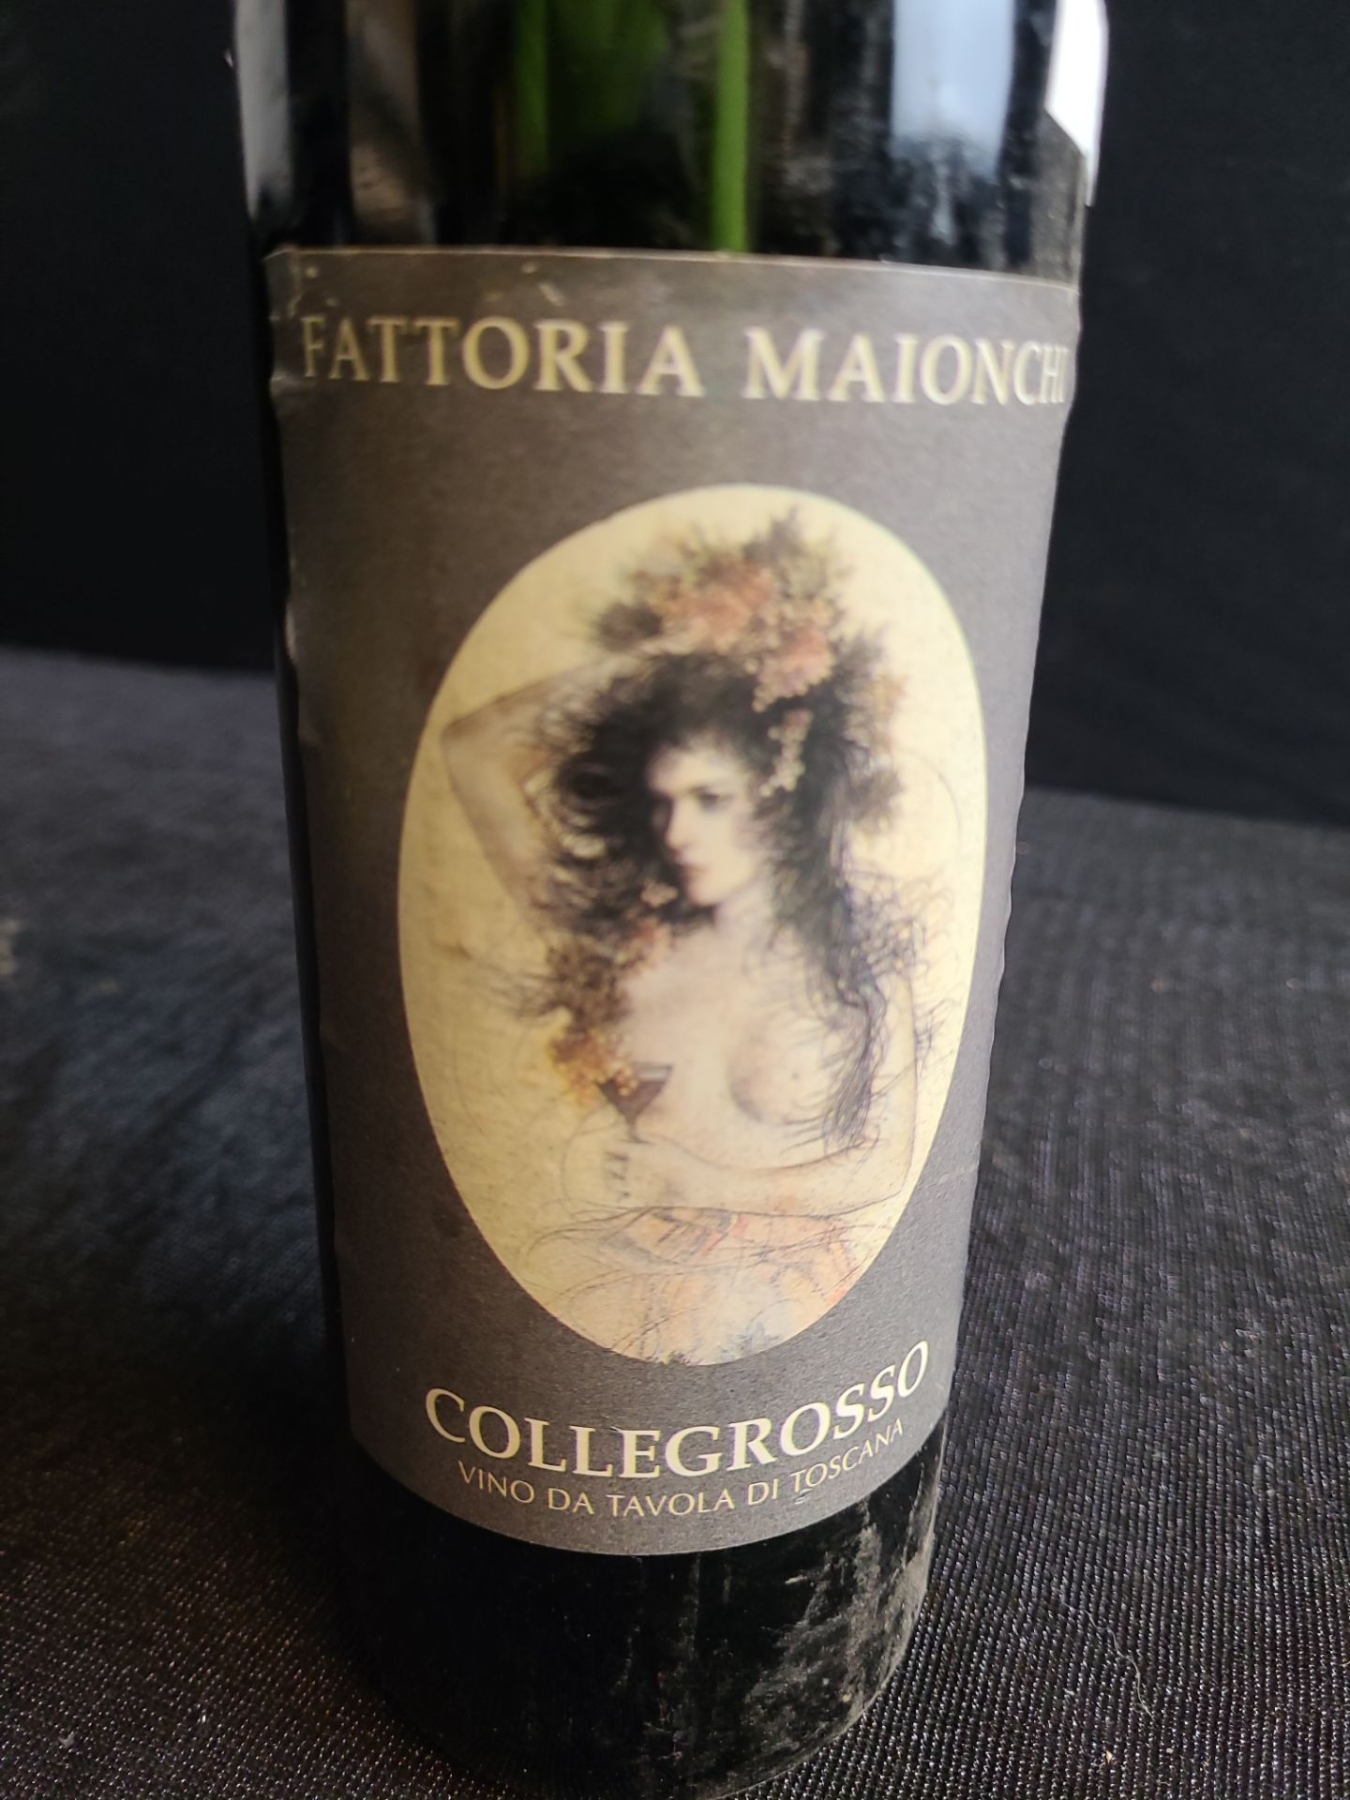 FATTORIA MAIONCHI
COLLEGROSSO
VINO DA TAVOLA DI TOSCANA